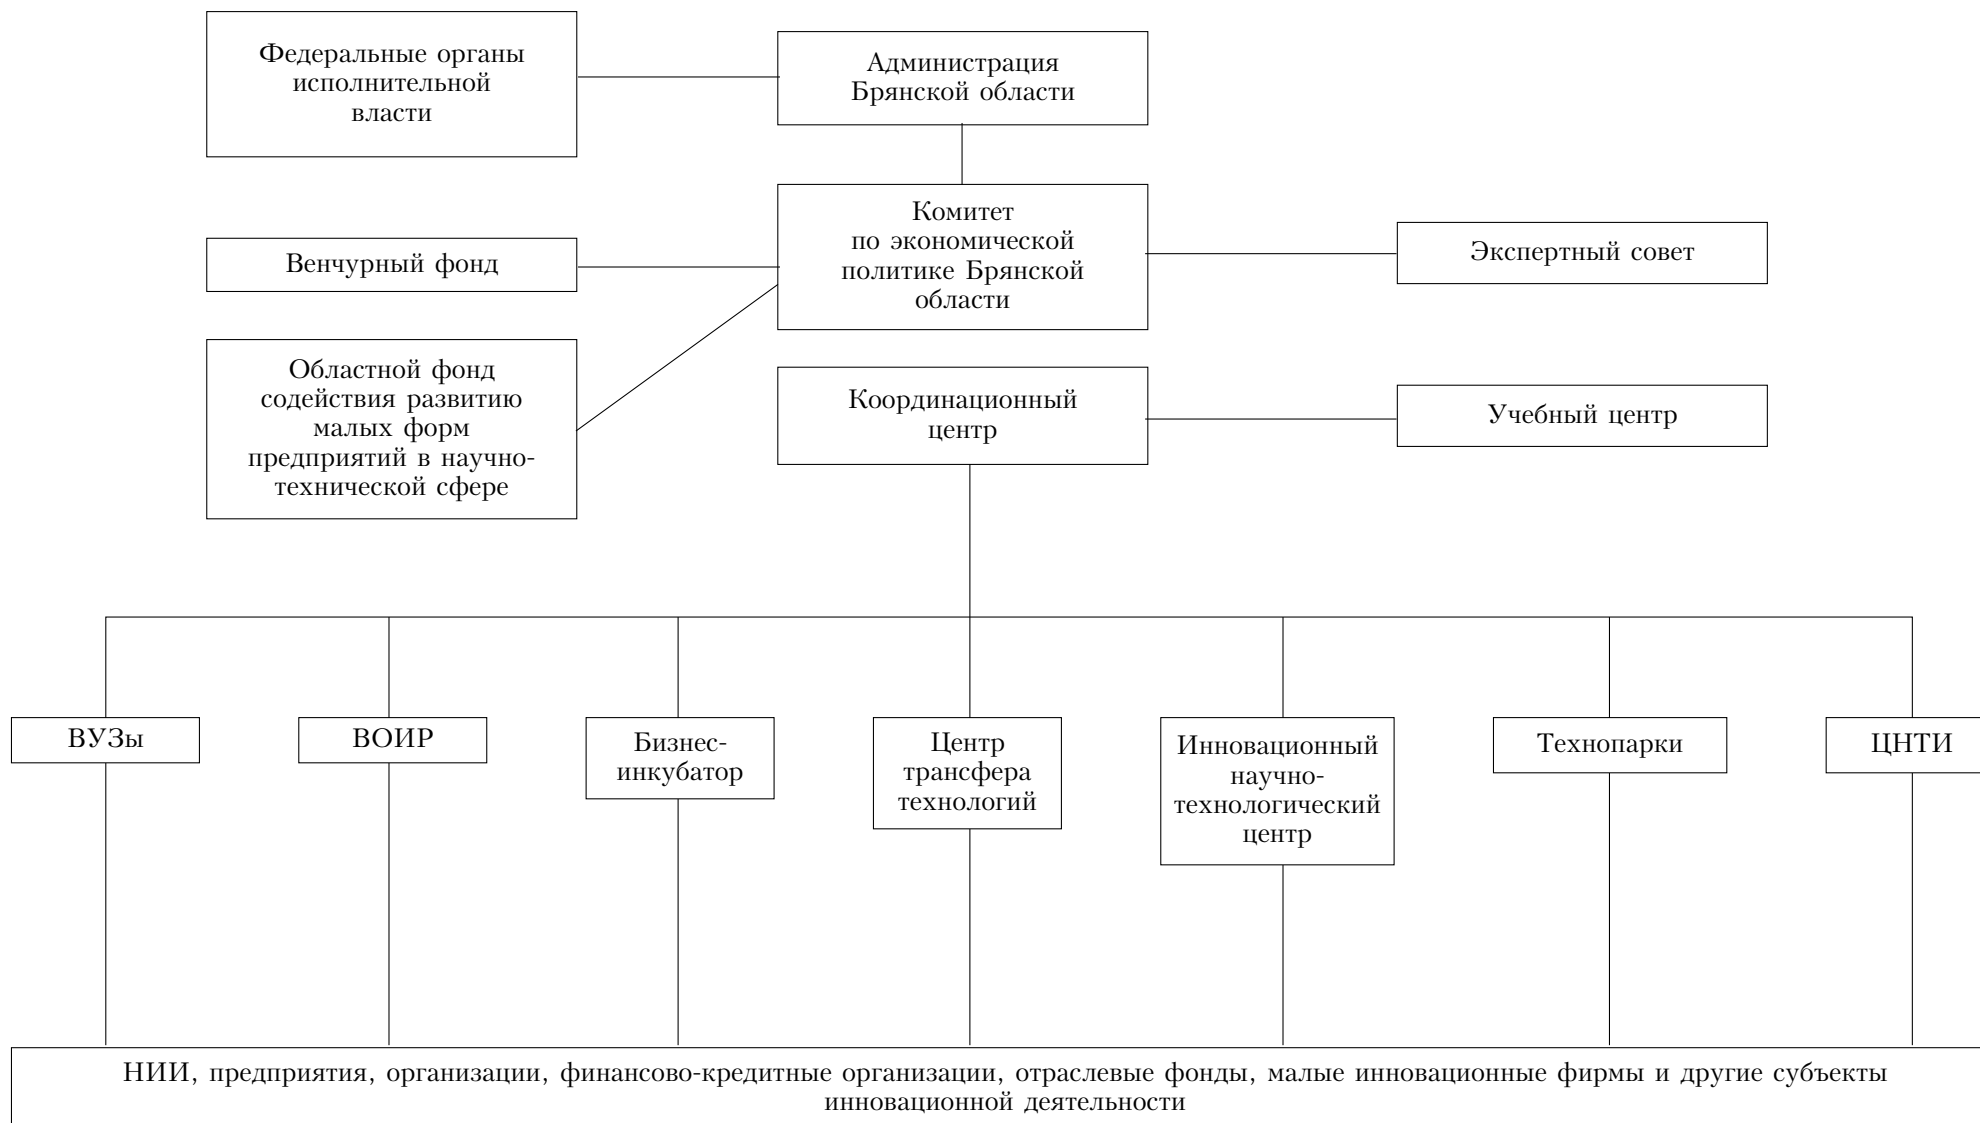 Федеральные органы
исполнительной
власти
Администрация
Брянской области
Комитет
по экономической
политике Брянской
области
Венчурный фонд
Экспертный совет
Областной фонд
содействия развитию
малых форм
предприятий в научно-
технической сфере
Координационный
центр
Учебный центр
ВУЗы
ВОИР
Бизнес-
инкубатор
Центр
трансфера
технологий
Инновационный
научно-
технологический
центр
Технопарки
ЦНТИ
НИИ, предприятия, организации, финансово-кредитные организации, отраслевые фонды, малые инновационные фирмы и другие субъекты
инновационной деятельности